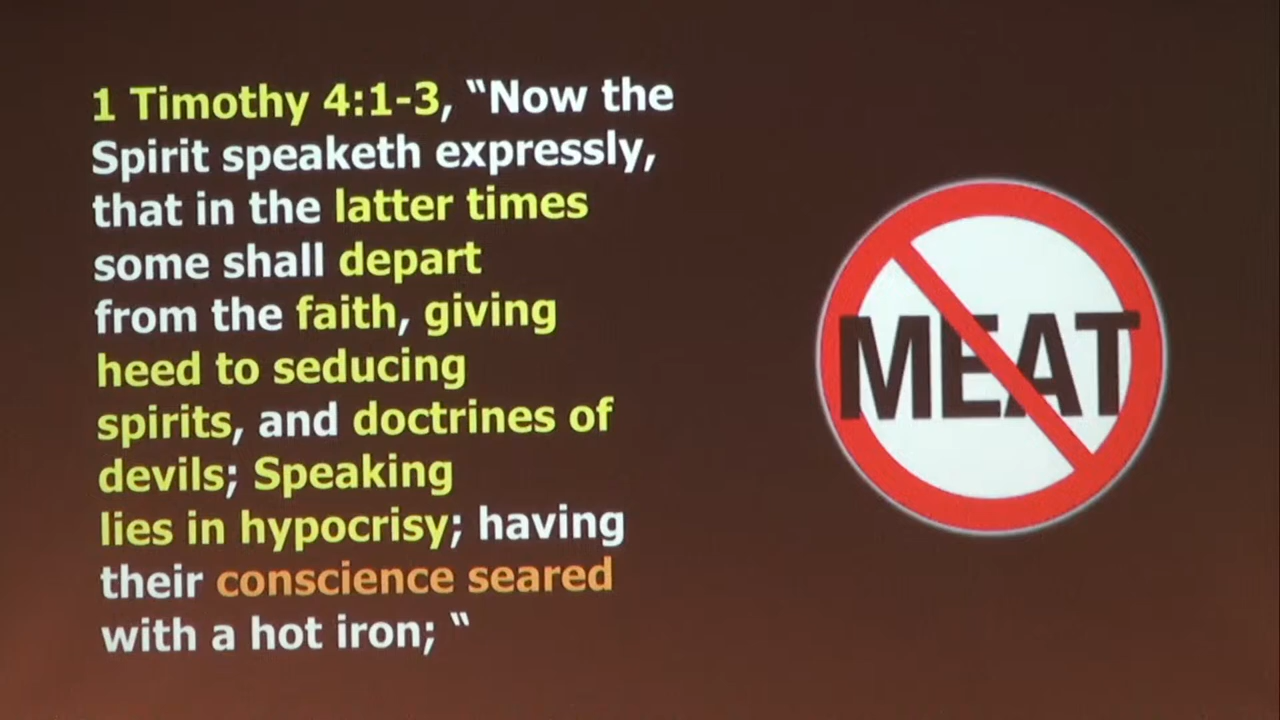 1 Timothy 4:1-3, “Now the
Spirit speaketh expressly,
that in the latter times
some shall depart
from the faith, giving
heed to seducing
spirits, and doctrines of
devils; Speaking
lies in hypocrisy; having
their conscience seared
with a hot iron; “
MEAT